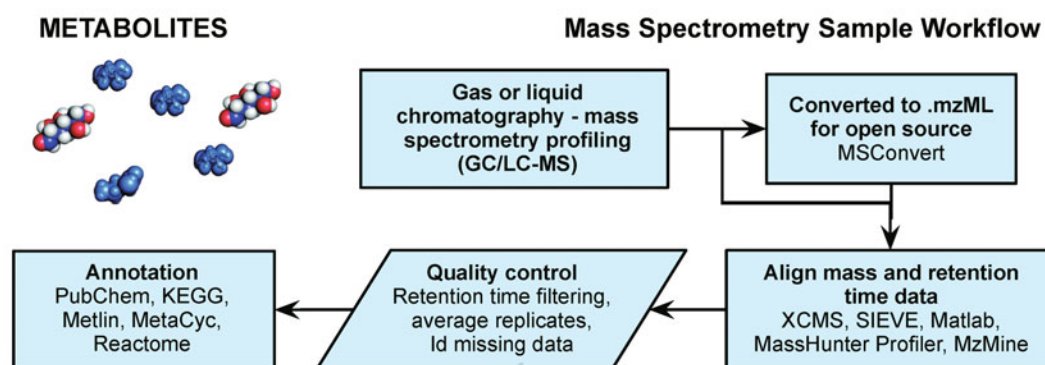 METABOLITES
Mass Spectrometry Sample Workflow
Gas or liquid
chromatography - mass
spectrometry profiling
(GC/LC-MS)
Converted to .mzML
for open source
MSConvert
Align mass and retention
time data
XCMS, SIEVE, Matlab,
MassHunter Profiler, MzMine
Quality control
Retention time filtering,
average replicates,
Id missing data
Annotation
PubChem, KEGG,
Metlin, MetaCyc,
Reactome